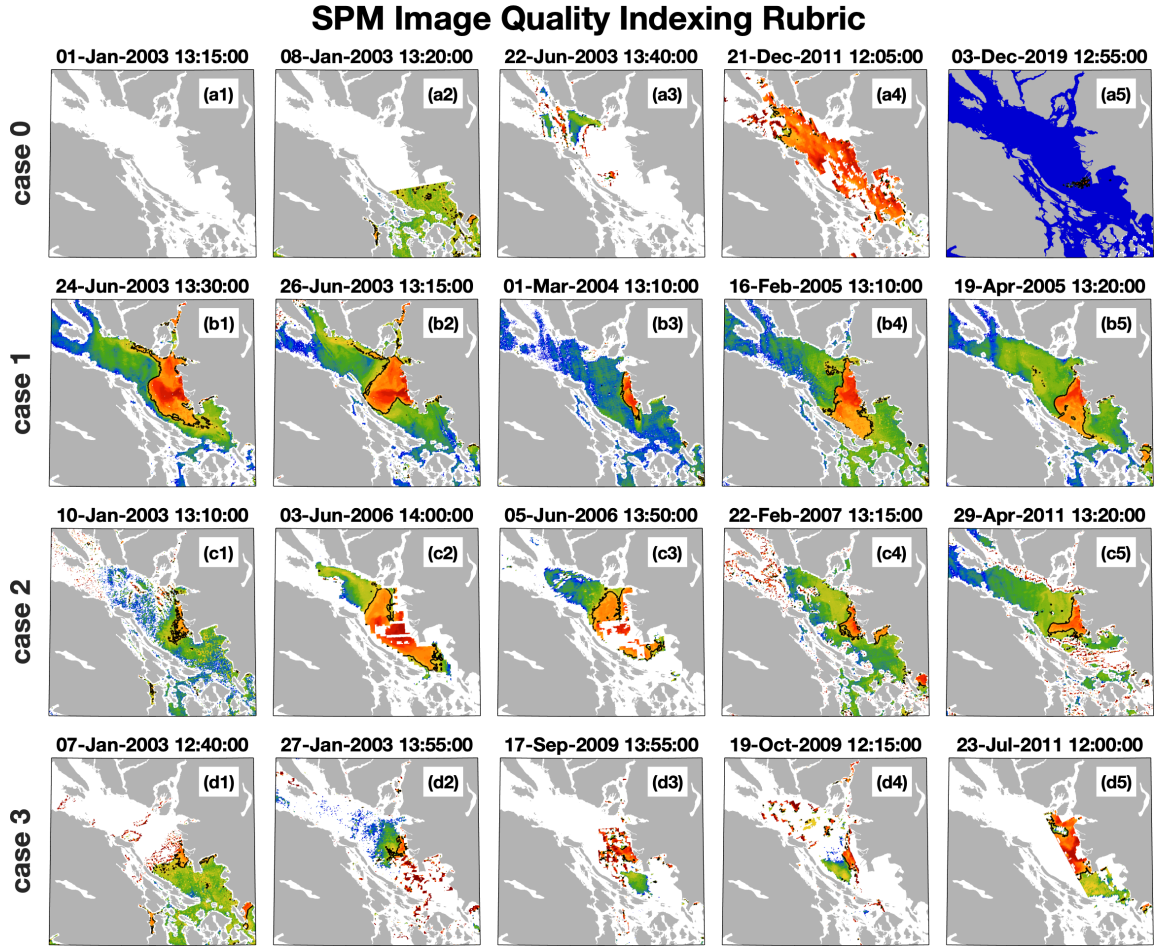 SPM Image Quality Indexing Rubric
01-Jan-2003 13:15:00 08-Jan-2003 13:20:00 22-Jun-2003 13:40:00 21-Dec-2011 12:05:00 03-Dec-2019 12:55:00
(a1) (a2) (a3) (a4) (a5)
case 0
24-Jun-2003 13:30:00 26-Jun-2003 13:15:00 01-Mar-2004 13:10:00 16-Feb-2005 13:10:00 19-Apr-2005 13:20:00
(b1) (b2) (b3) (b4) (b5)
case 1
10-Jan-2003 13:10:00 03-Jun-2006 14:00:00 05-Jun-2006 13:50:00 22-Feb-2007 13:15:00 29-Apr-2011 13:20:00
(c1) (c2) (c3) (c4) (c5)
case 2
07-Jan-2003 12:40:00 27-Jan-2003 13:55:00 17-Sep-2009 13:55:00 19-Oct-2009 12:15:00 23-Jul-2011 12:00:00
(d1) (d2) (d3) (d4) (d5)
case 3